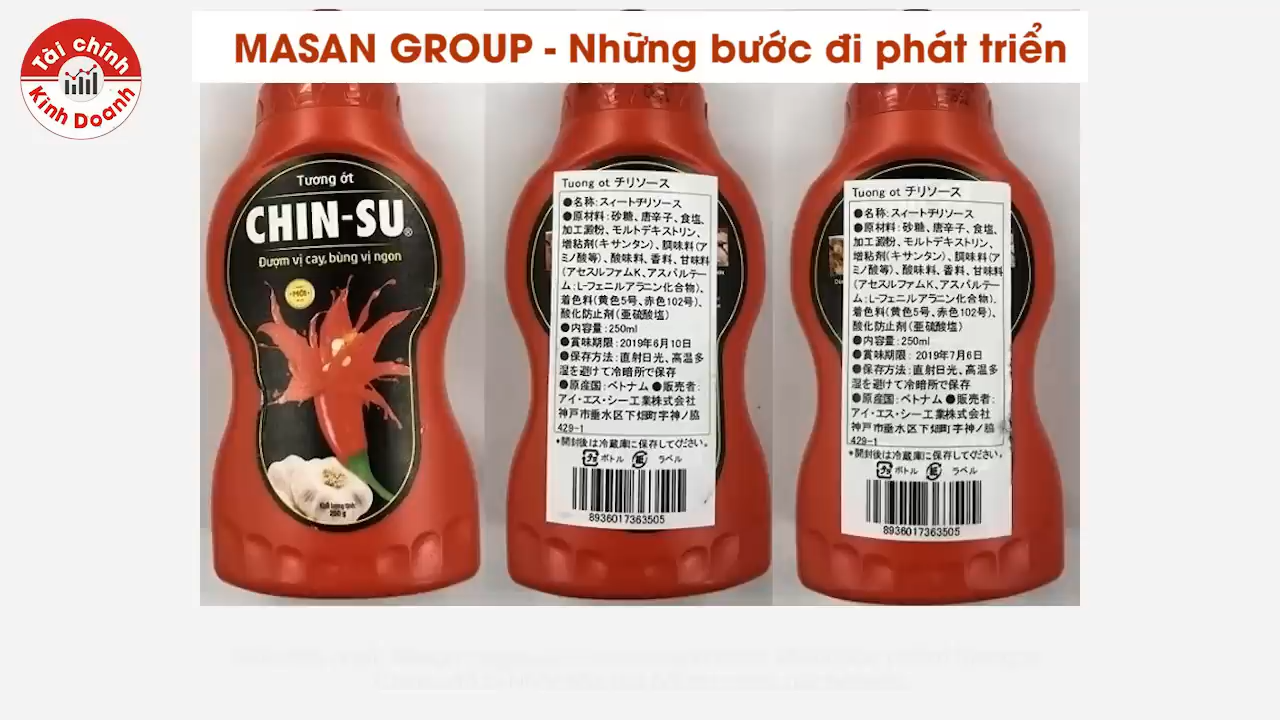 Tài chính
Kinh Doanh
MASAN GROUP - Những bước đi phát triển
Tương ớt
CHIN-SU®
Đượm vị cay, bùng vị ngon
MỚI
Khối lượng tịnh:
250 g
Tuong ot チリソース
●名称:スィートチリソース
●原材料:砂糖、唐辛子、食塩、
加工澱粉、モルトデキストリン、
増粘剤(キサンタン)、調味料(ア
ミノ酸等)、酸味料、香料、甘味料
(アセスルファムK、アスパルテー
ム:L-フェニルアラニン化合物)、
着色料(黄色5号、赤色102号)、
酸化防止剤(亜硫酸塩)
●内容量:250ml
●賞味期限:2019年6月10日
●保存方法:直射日光、高温多
湿を避けて冷暗所で保存
●原産国:ベトナム ●販売者:
アイ・エス・シー工業株式会社
神戸市垂水区下畑町字神ノ脇
429-1
*開封後は冷蔵庫に保存してください。
プラ ボトル 紙 ラベル
8936017363505
Tuong ot チリソース
●名称:スィートチリソース
●原材料:砂糖、唐辛子、食塩、
加工澱粉、モルトデキストリン、
増粘剤(キサンタン)、調味料(ア
ミノ酸等)、酸味料、香料、甘味料
(アセスルファムK、アスパルテー
ム:L-フェニルアラニン化合物)、
着色料(黄色5号、赤色102号)、
酸化防止剤(亜硫酸塩)
●内容量:250ml
●賞味期限:2019年7月6日
●保存方法:直射日光、高温多
湿を避けて冷暗所で保存
●原産国:ベトナム ●販売者:
アイ・エス・シー工業株式会社
神戸市垂水区下畑町字神ノ脇
429-1
*開封後は冷蔵庫に保存してください。
プラ ボトル 紙 ラベル
8936017363505